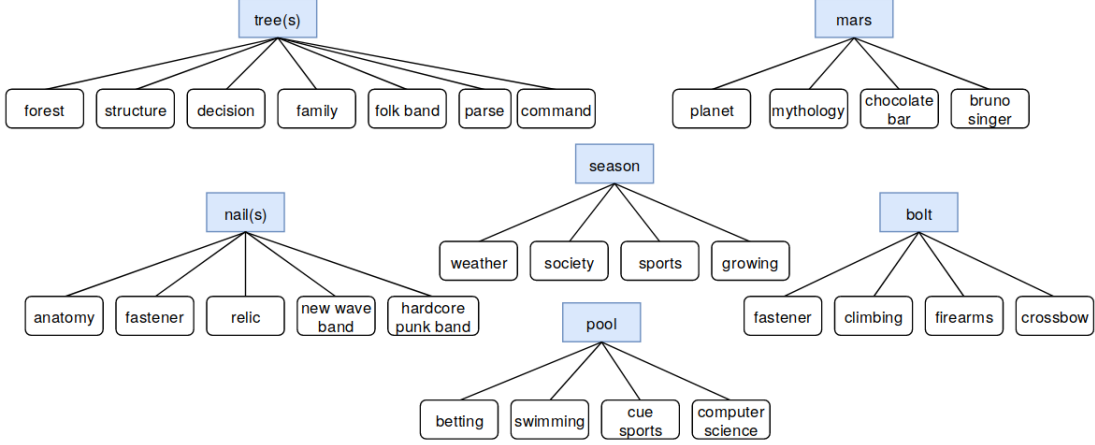 tree(s)
forest
structure
decision
family
folk band
parse
command
mars
planet
mythology
chocolate
bar
bruno
singer
season
weather
society
sports
growing
nail(s)
anatomy
fastener
relic
new wave
band
hardcore
punk band
bolt
fastener
climbing
firearms
crossbow
pool
betting
swimming
cue
sports
computer
science